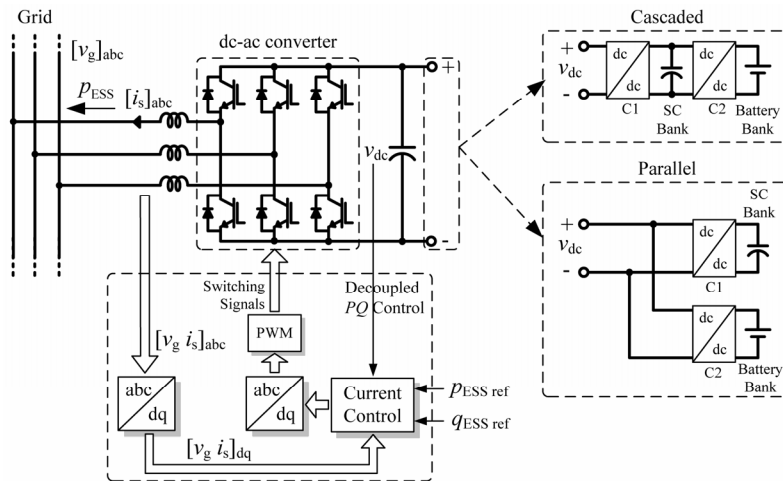 Grid
[vg]abc
pESS
[is]abc
dc-ac converter
+
vdc
-
Switching
Signals
Decoupled
PQ Control
[vg is]abc
PWM
abc
dq
abc
dq
Current
Control
pESS ref
qESS ref
[vg is]dq
Cascaded
+
vdc
-
dc
dc
C1
SC
Bank
dc
dc
C2
Battery
Bank
Parallel
+
vdc
-
dc
dc
C1
SC
Bank
dc
dc
C2
Battery
Bank